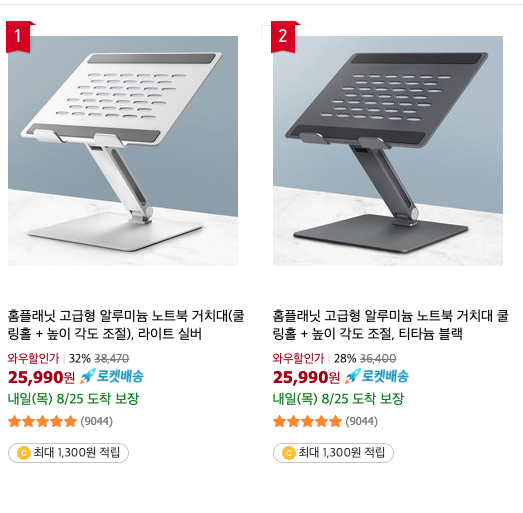 1
2
홈플래닛 고급형 알루미늄 노트북 거치대(쿨
링홀 + 높이 각도 조절), 라이트 실버
와우할인가 | 32% 38,470
25,990원 로켓배송
내일(목) 8/25 도착 보장
(9044)
C 최대 1,300원 적립
홈플래닛 고급형 알루미늄 노트북 거치대 쿨
링홀 + 높이 각도 조절, 티타늄 블랙
와우할인가 | 28% 36,400
25,990원 로켓배송
내일(목) 8/25 도착 보장
(9044)
C 최대 1,300원 적립